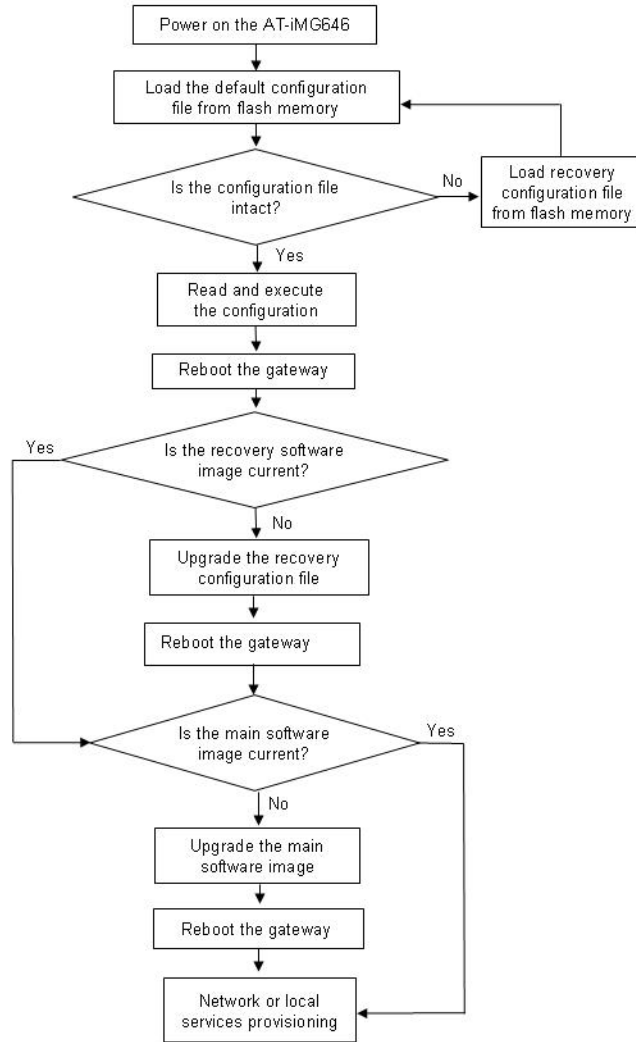 Power on the AT-iMG646
Load the default configuration
file from flash memory
Is the configuration file
intact?
No
Load recovery
configuration file
from flash memory
Yes
Read and execute
the configuration
Reboot the gateway
Yes
Is the recovery software
image current?
No
Upgrade the recovery
configuration file
Reboot the gateway
Is the main software
image current?
Yes
No
Upgrade the main
software image
Reboot the gateway
Network or local
services provisioning